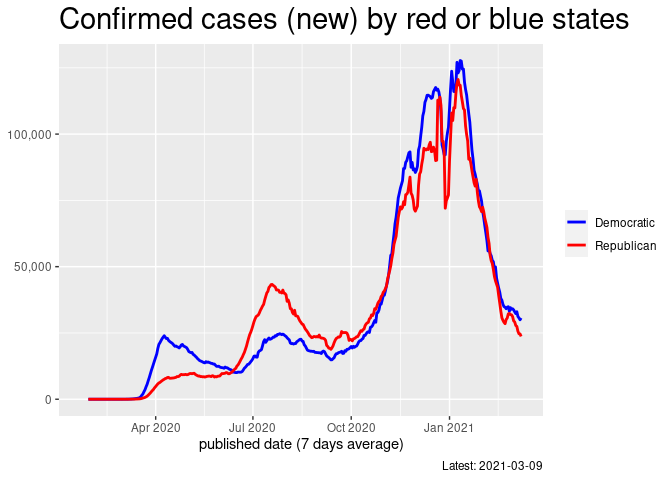 Confirmed cases (new) by red or blue states
100,000
50,000
0
Apr 2020
Jul 2020
Oct 2020
Jan 2021
published date (7 days average)
Democratic
Republican
Latest: 2021-03-09